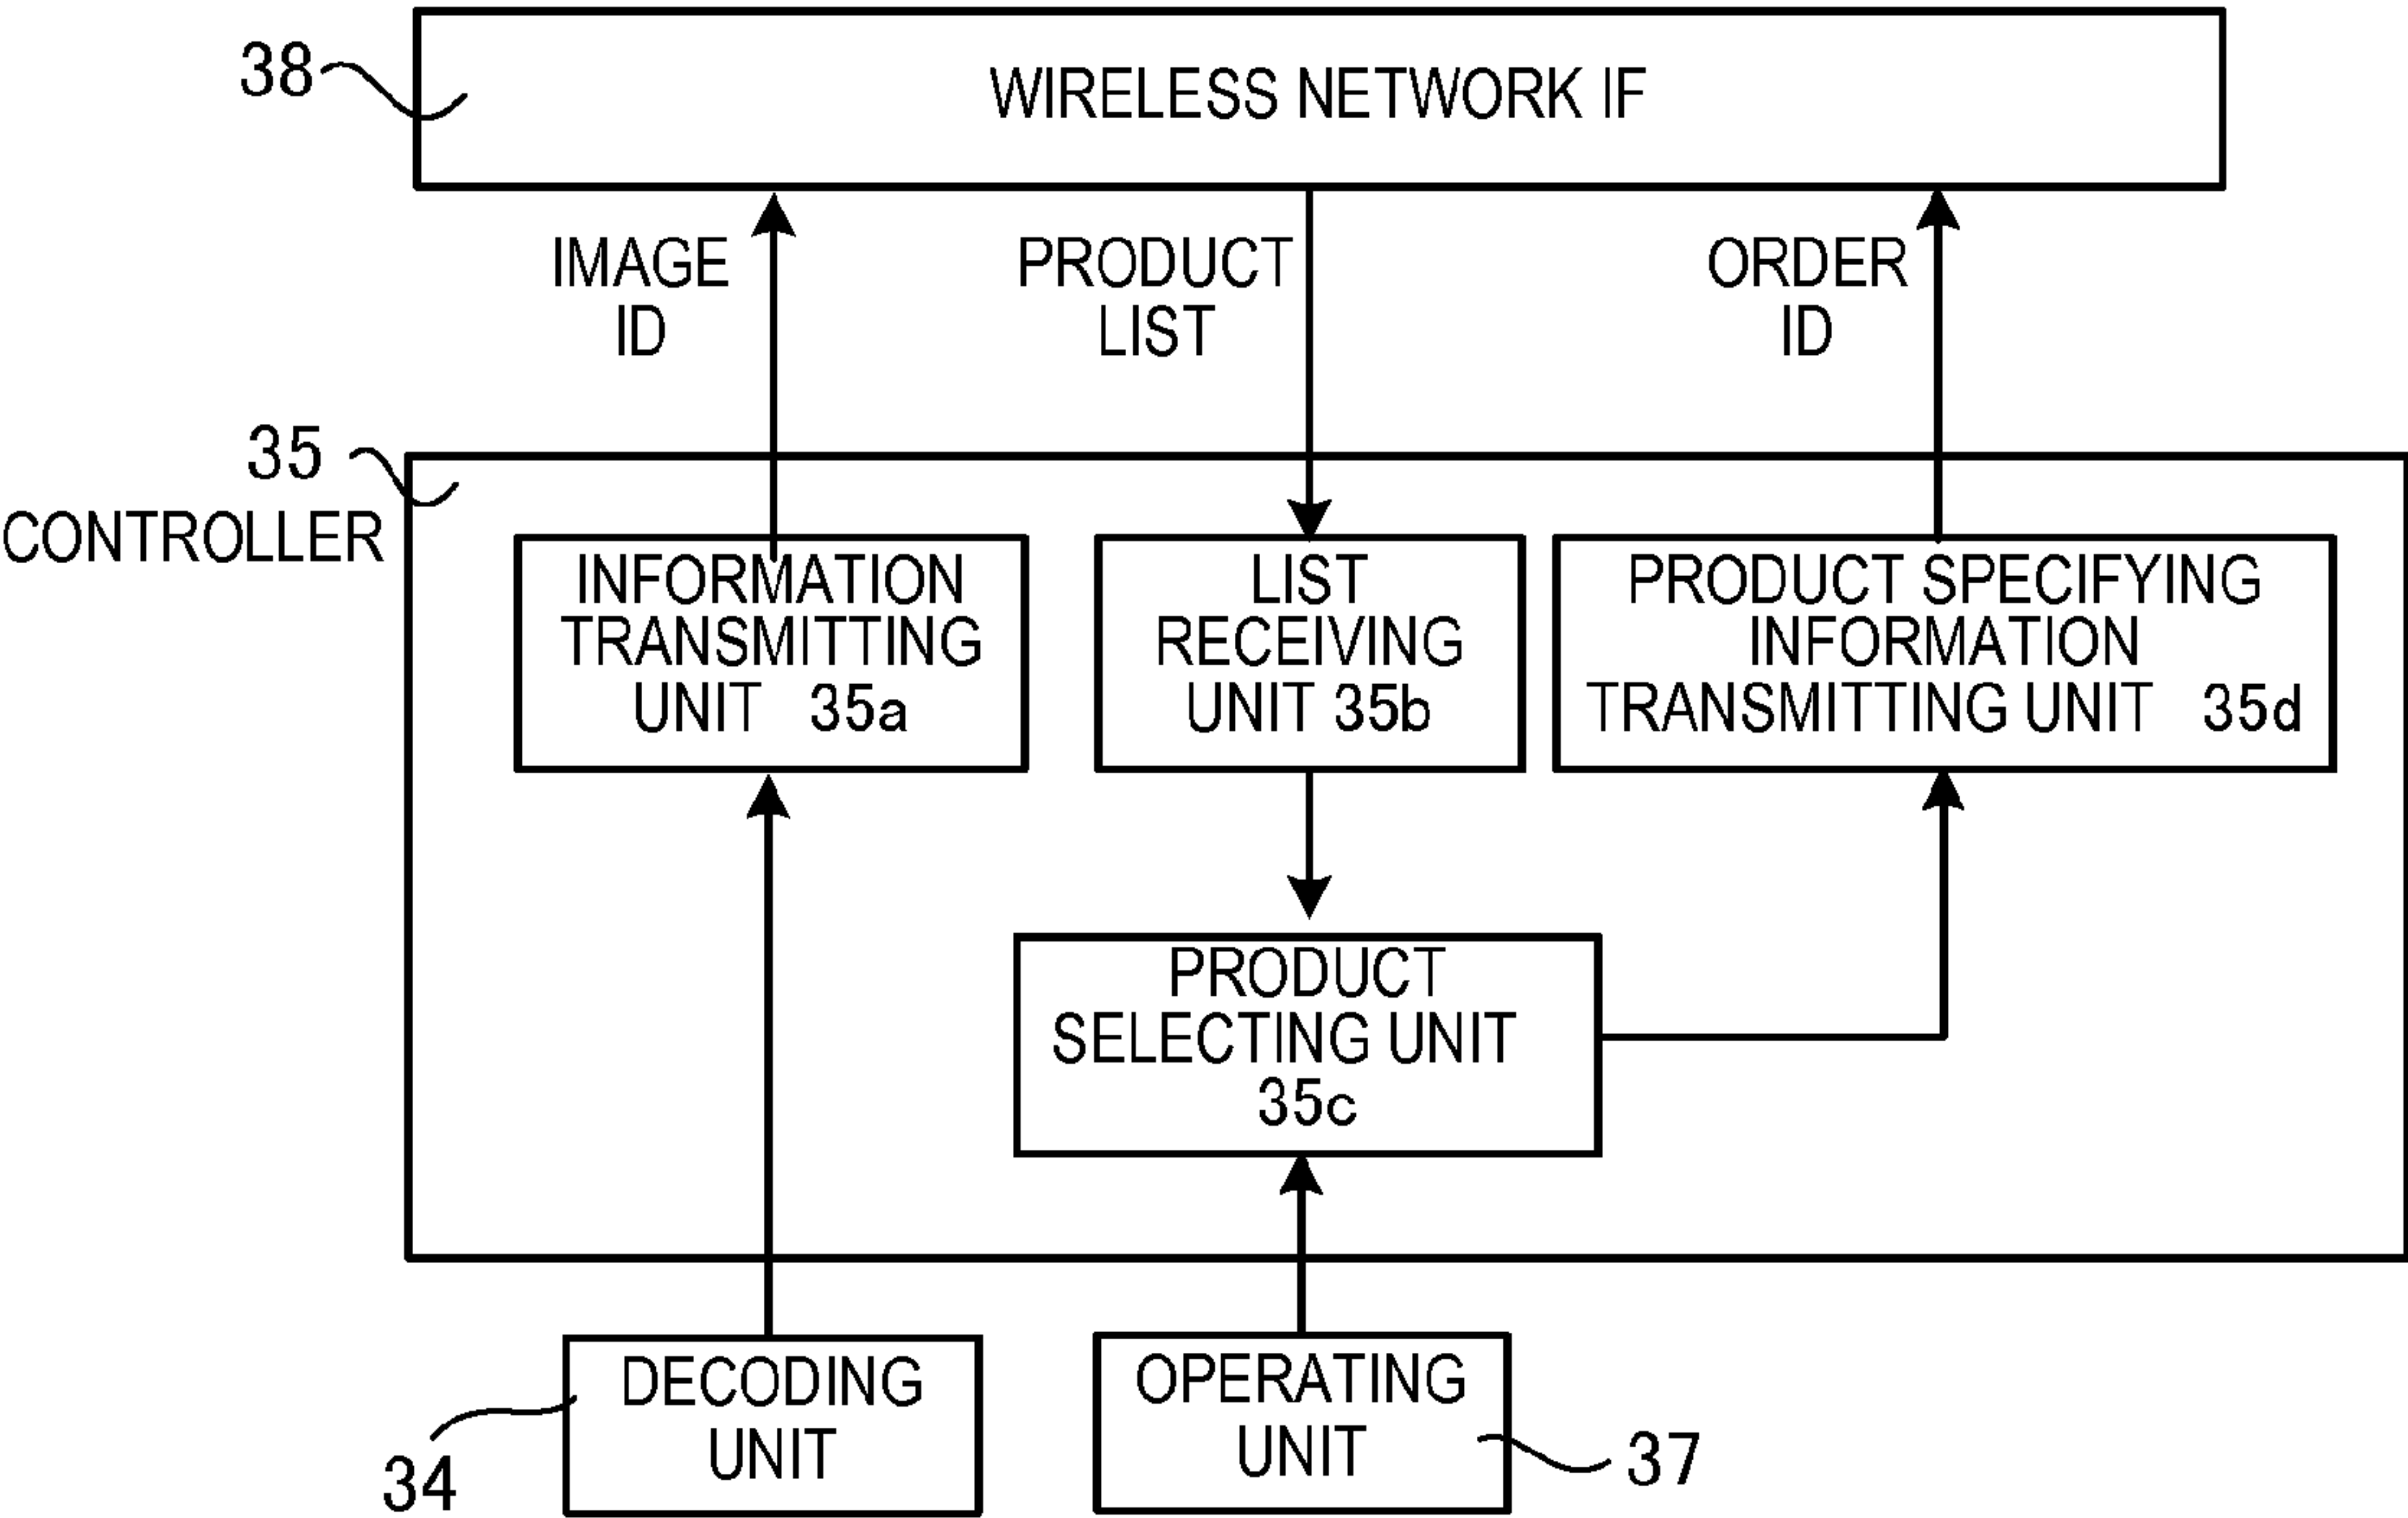 38
WIRELESS NETWORK IF
IMAGE
ID
PRODUCT
LIST
ORDER
ID
35
CONTROLLER
INFORMATION
TRANSMITTING
UNIT 35a
LIST
RECEIVING
UNIT 35b
PRODUCT SPECIFYING
INFORMATION
TRANSMITTING UNIT 35d
PRODUCT
SELECTING UNIT
35c
DECODING
UNIT
34
OPERATING
UNIT
37